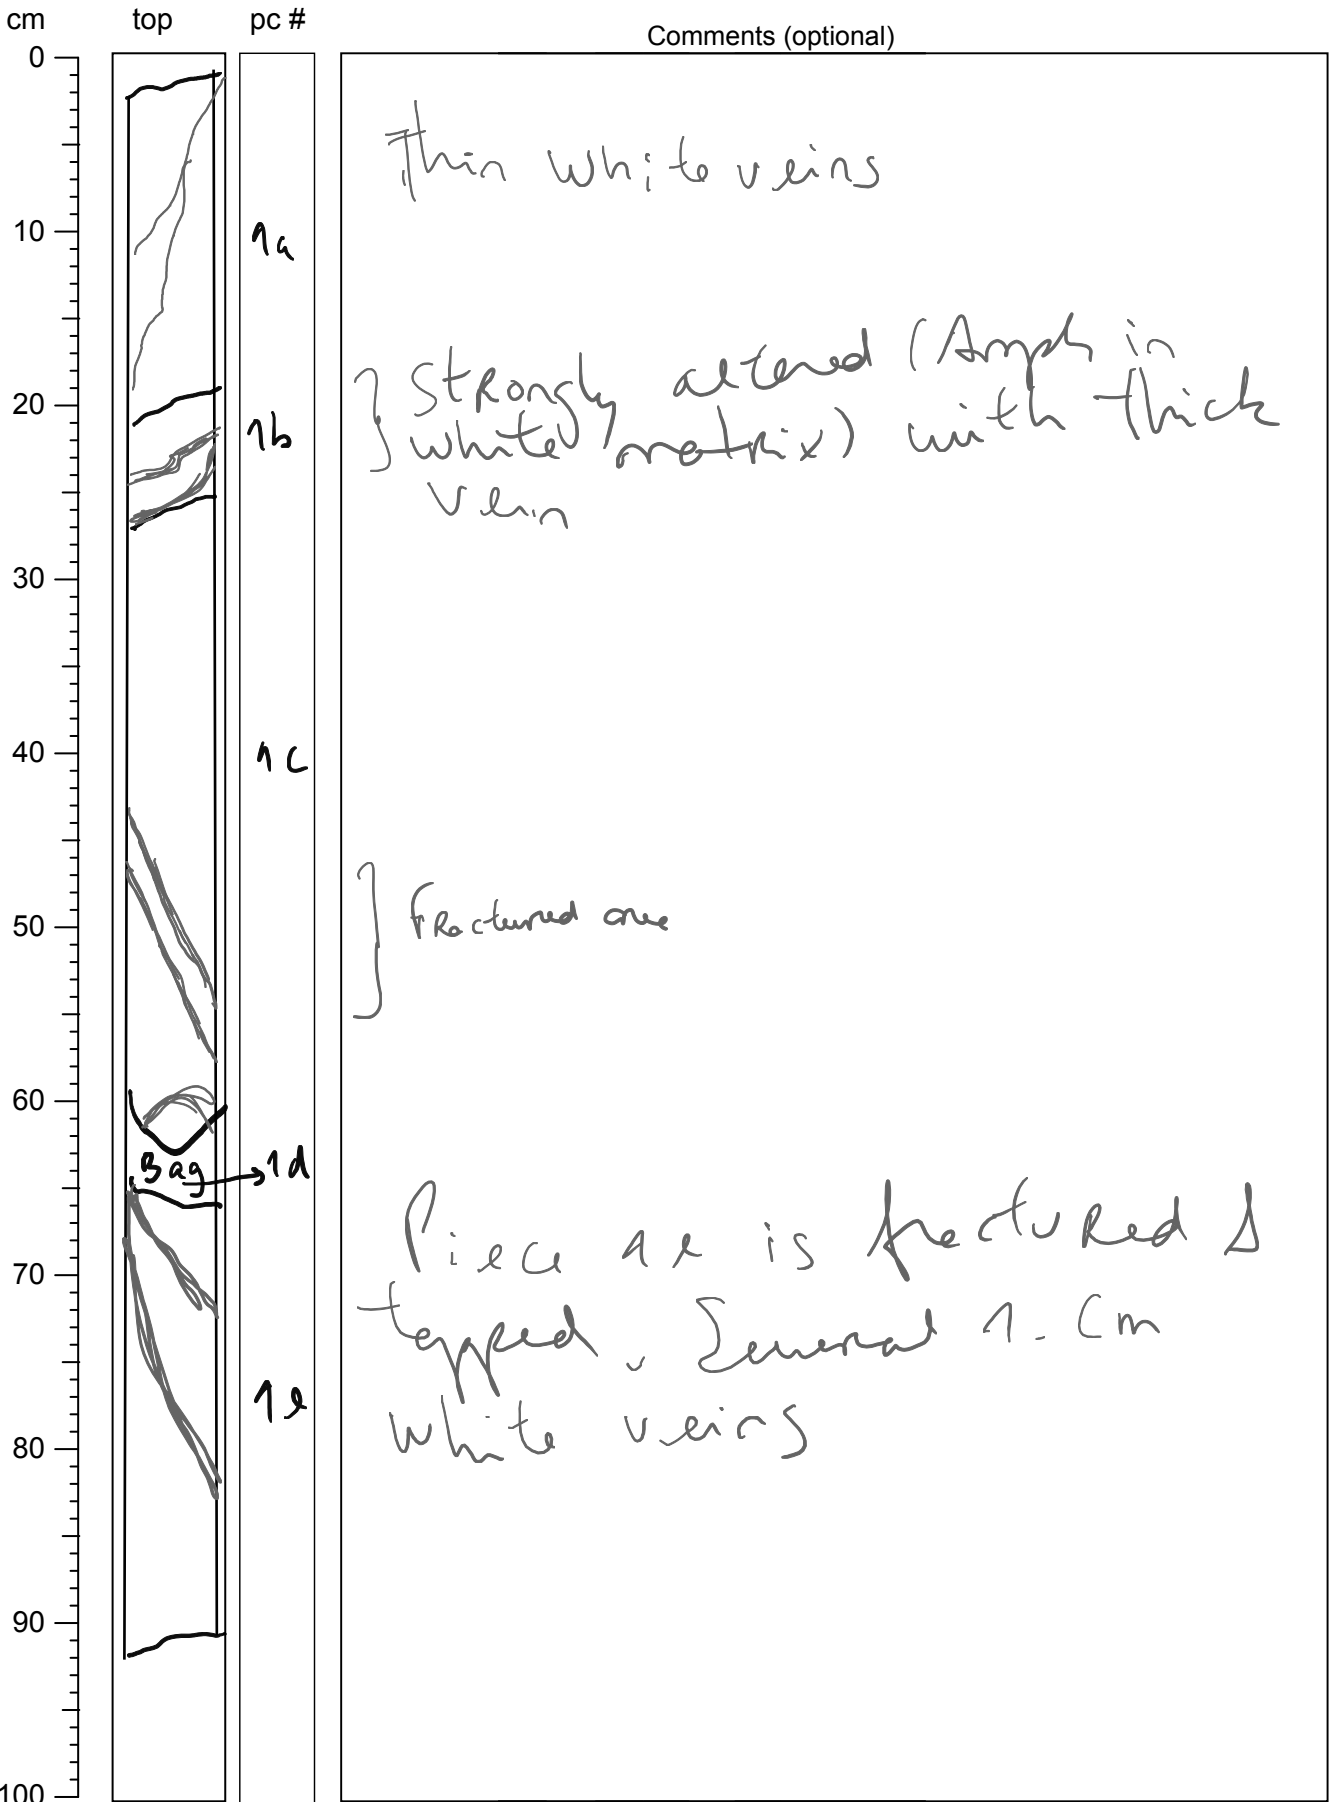 cm top pc #
Comments (optional)
0
Thin white veins
10
1a
20
1b
} Strongly altered (Amph in
white matrix) with thick
vein
30
40
1c
50
] Fractured
60
Bag → 1d
70
Piece 1e is fractured &
tapped. Several 1. cm
white veins
1e
80
90
100